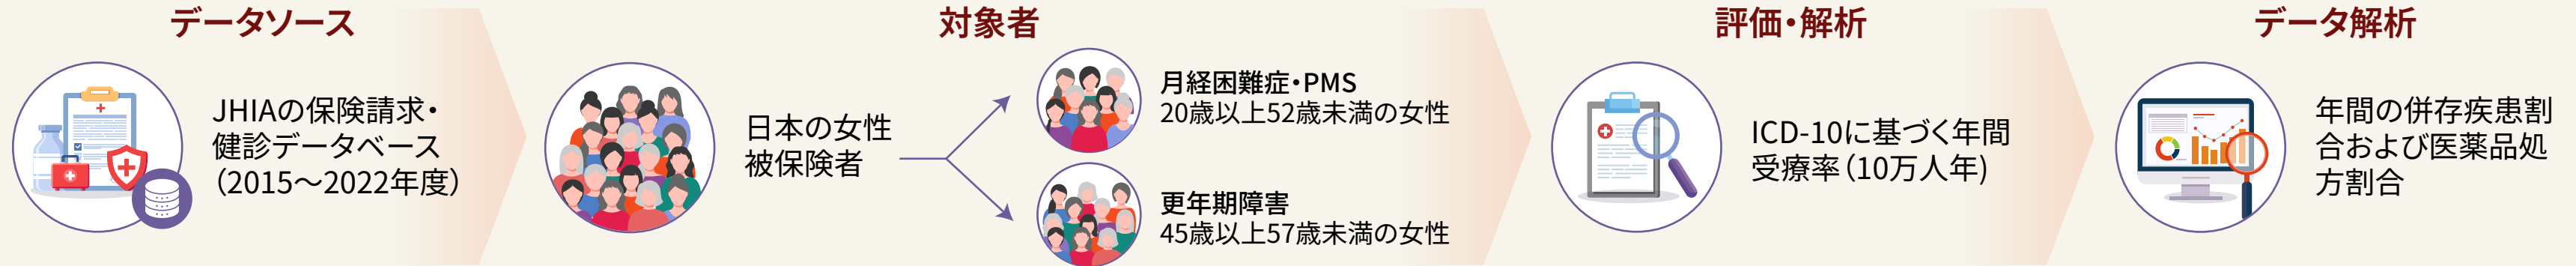 データソース
JHIAの保険請求・
健診データベース
（2015～2022年度）
対象者
日本の女性
被保険者
月経困難症・PMS
20歳以上52歳未満の女性
更年期障害
45歳以上57歳未満の女性
評価・解析
ICD-10に基づく年間
受療率（10万人年)
データ解析
年間の併存疾患割
合および医薬品処
方割合